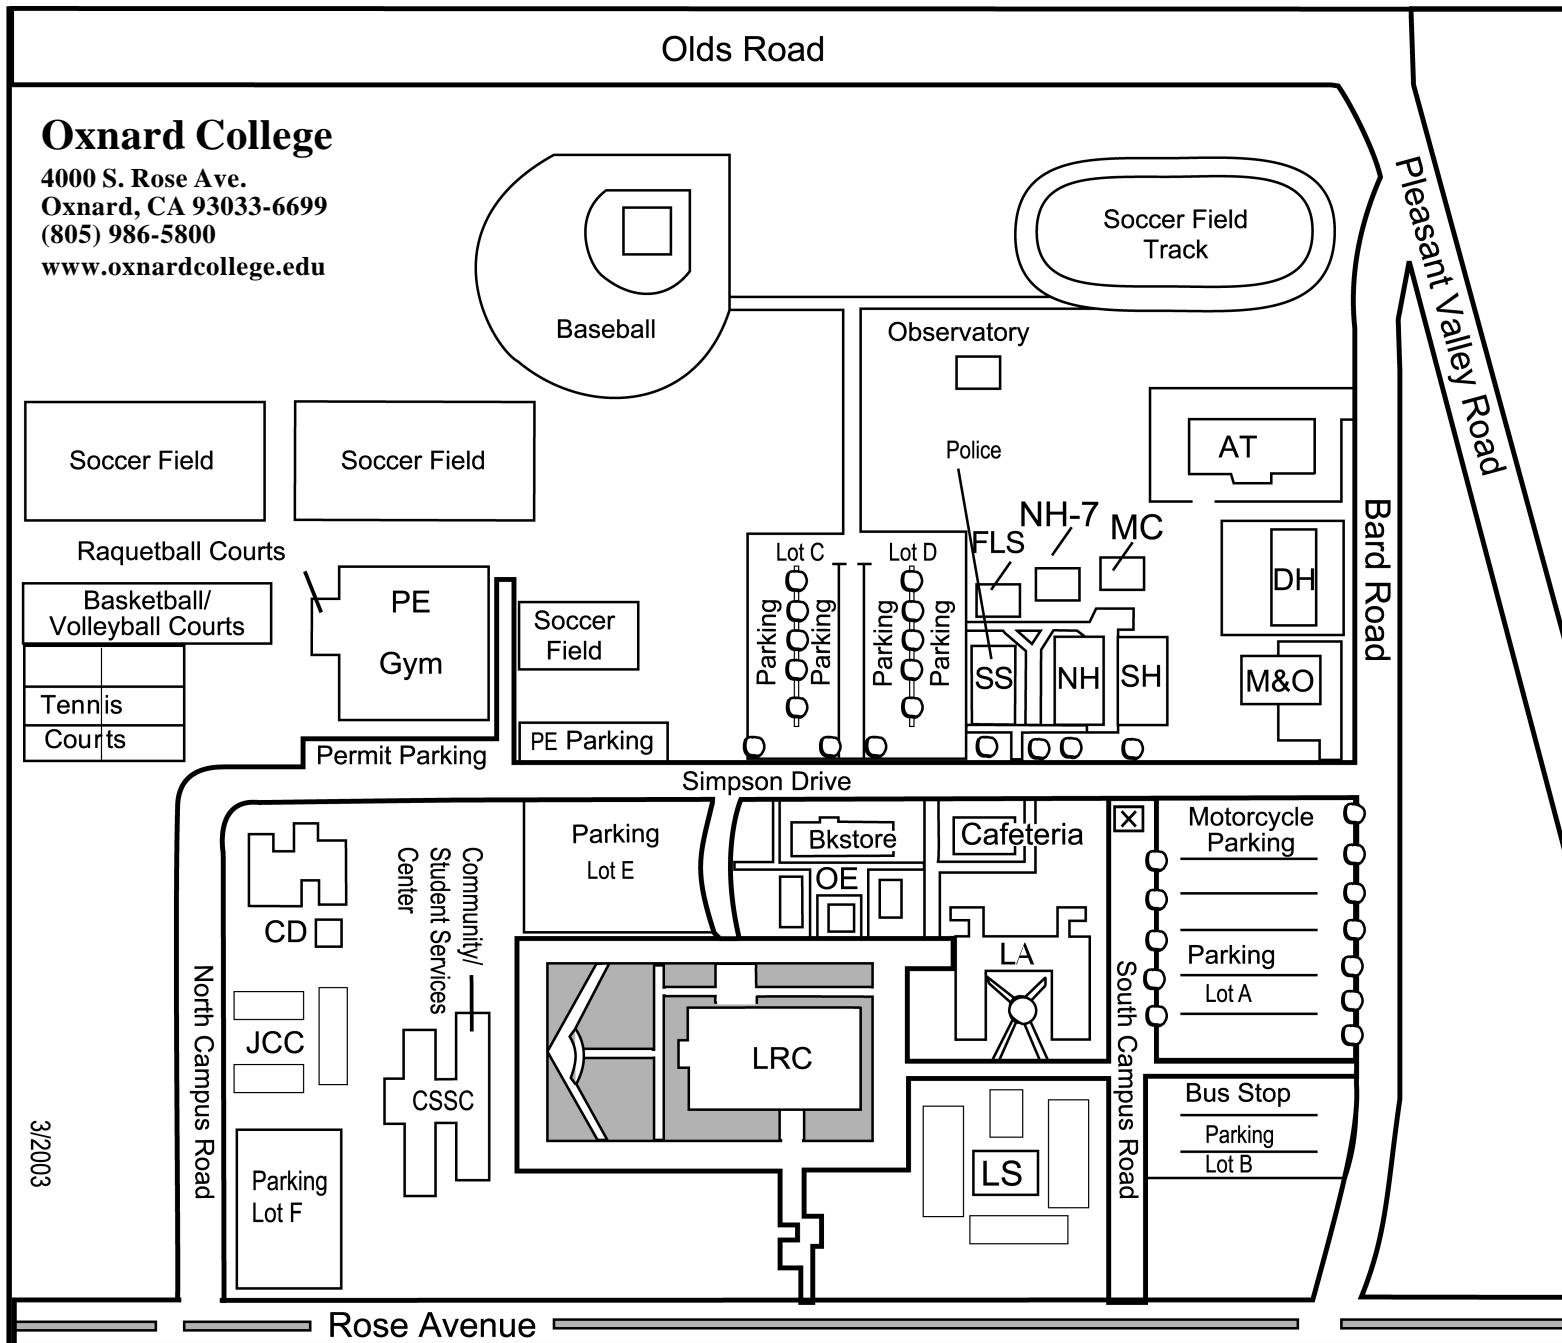 Olds Road
Oxnard College
4000 S. Rose Ave.
Oxnard, CA 93033-6699
(805) 986-5800
www.oxnardcollege.edu
Pleasant Valley Road
Soccer Field
Track
Baseball
Observatory
Soccer Field
Soccer Field
Police
AT
Bard Road
Raquetball Courts
Lot C
Lot D
FLS
NH-7
MC
DH
Basketball/
Volleyball Courts
PE
Gym
Soccer
Field
Parking
Parking
Parking
Parking
SS
NH
SH
M&O
Tennis
Courts
Permit Parking
PE Parking
Simpson Drive
Parking
Lot E
Bkstore
Cafeteria
X
Motorcycle
Parking
Community/
Student Services
Center
OE
CD
LA
Parking
Lot A
North Campus Road
South Campus Road
JCC
CSSC
LRC
Bus Stop
Parking
Lot B
3/2003
Parking
Lot F
LS
Rose Avenue